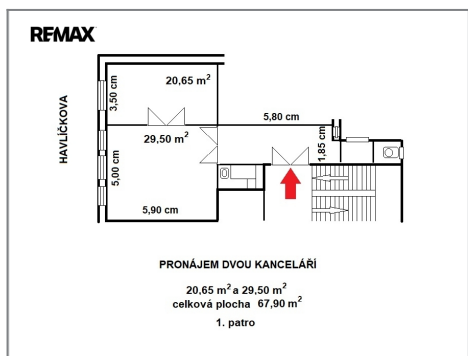 REMAX
HAVLÍČKOVA
3,50 cm
20,65 m²
5,80 cm
29,50 m²
1,85 cm
5,00 cm
5,90 cm
PRONÁJEM DVOU KANCELÁŘÍ
20,65 m² a 29,50 m²
celková plocha 67,90 m²
1. patro